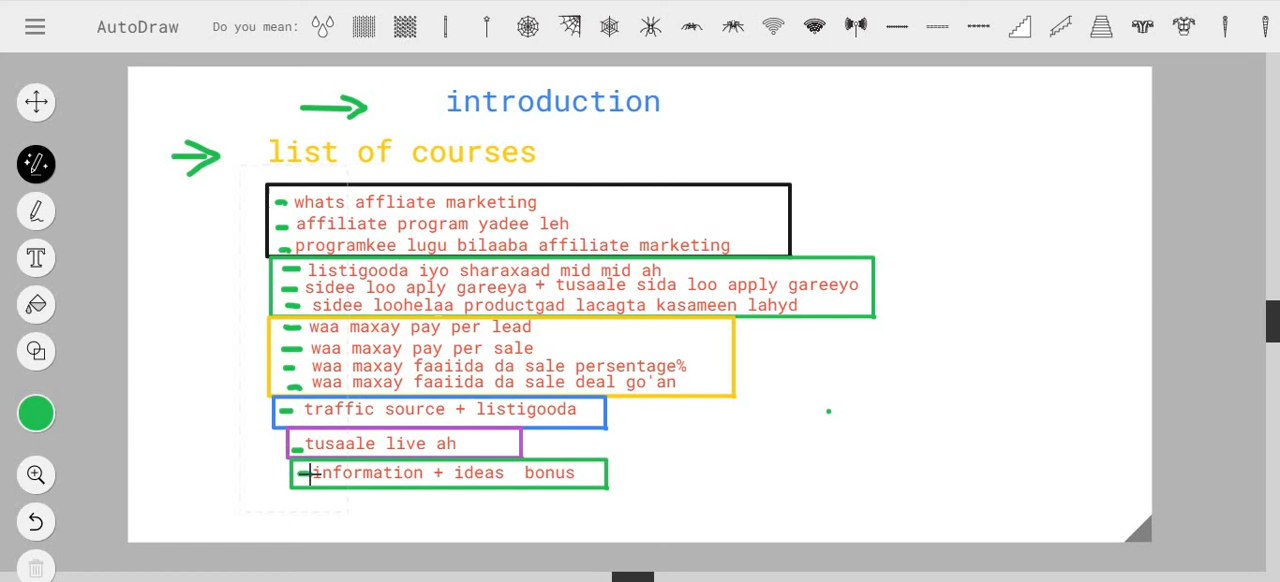 AutoDraw
Do you mean:
introduction
list of courses
whats affliate marketing
affiliate program yadee leh
programkee lugu bilaaba affiliate marketing
listigooda iyo sharaxaad mid mid ah
sidee loo aply gareeya + tusaale sida loo apply gareeyo
sidee loohelaa productgad lacagta kasameen lahyd
waa maxay pay per lead
waa maxay pay per sale
waa maxay faaiida da sale persentage%
waa maxay faaiida da sale deal go'an
traffic source + listigooda
tusaale live ah
information + ideas bonus